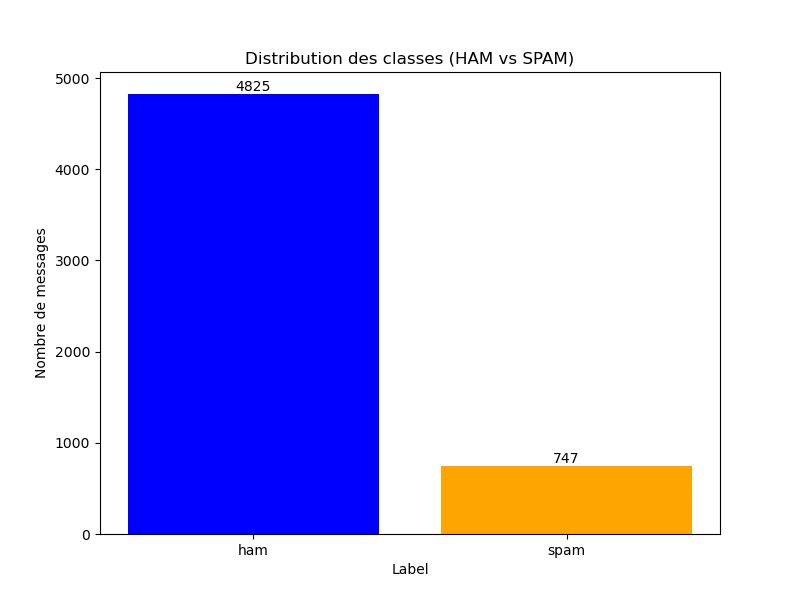 Distribution des classes (HAM vs SPAM)
5000
4000
3000
2000
1000
0
Nombre de messages
4825
747
ham
spam
Label